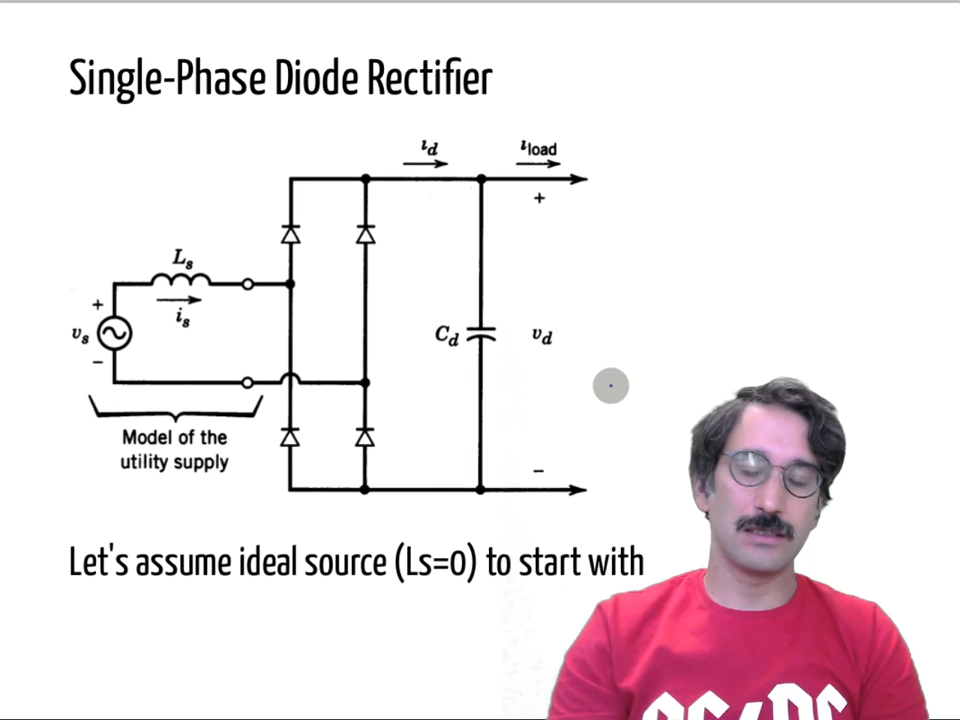 Single-Phase Diode Rectifier
i_d
i_load
+
L_s
+
i_s
v_s
C_d
v_d
−
−
Model of the
utility supply
Let's assume ideal source (Ls=0) to start with